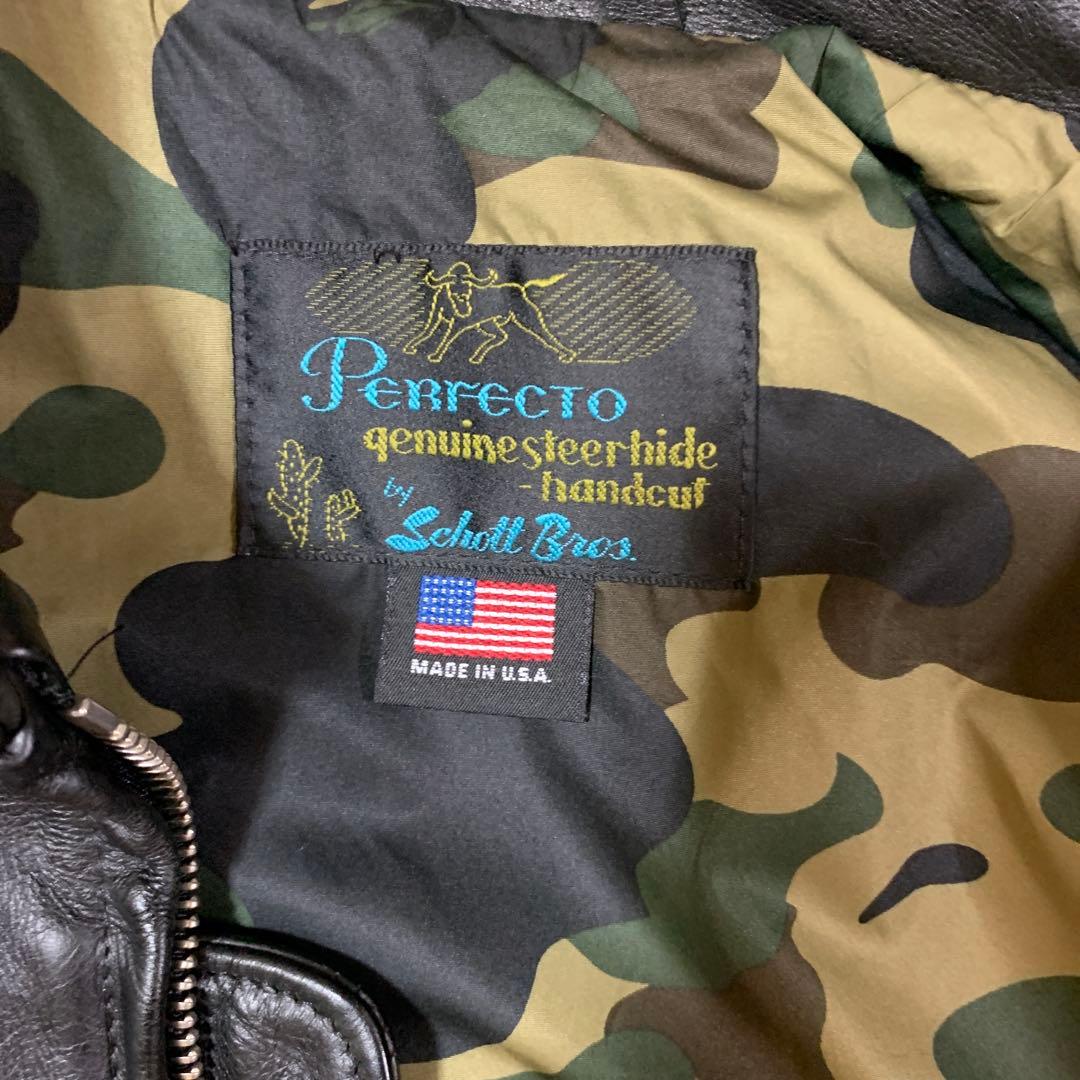 PERFECTO
genuine steerhide
-handcut
by
Schott Bros.
MADE IN U.S.A.